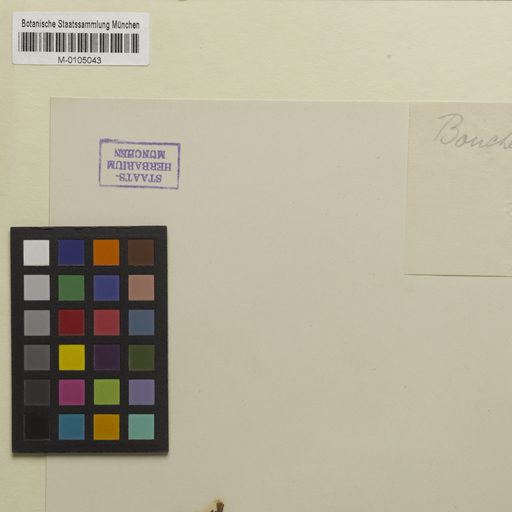 Botanische Staatssammlung München
M-0105043
STAATS-
HERBARIUM
MÜNCHEN